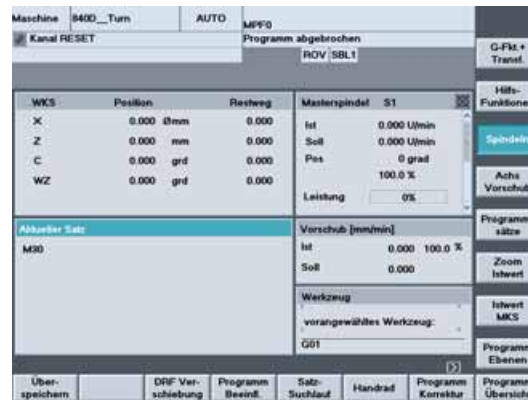 Maschine 840D__Turn AUTO MPF0
Kanal RESET Programm abgebrochen
ROV SBL1
WKS Position Restweg
X 0.000 Ømm 0.000
Z 0.000 mm 0.000
C 0.000 grd 0.000
WZ 0.000 grd 0.000
Masterspindel S1
Ist 0.000 U/min
Soll 0.000 U/min
Pos 0 grad
100.0 %
Leistung 0%
Aktueller Satz
M30
Vorschub [mm/min]
Ist 0.000 100.0 %
Soll 0.000
Werkzeug
vorangewähltes Werkzeug:
G01
G-Fkt.+
Transf.
Hilfs-
Funktione
Spindeln
Achs
Vorschub
Programm
sätze
Zoom
Istwert
Istwert
MKS
Programm
Ebenen
Programm
Übersich
Über-
speichern
DRF Ver-
schiebung
Programm
Beeinfl.
Satz-
Suchlauf
Handrad
Programm
Korrektur